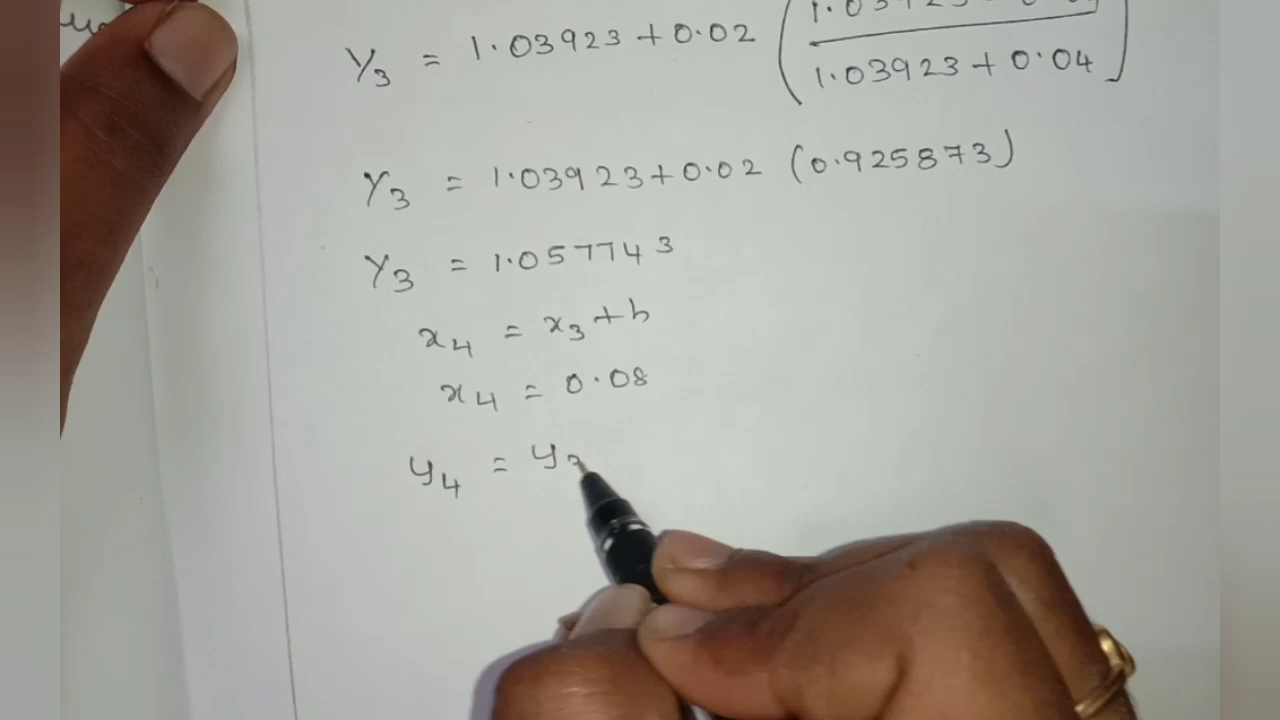 Y3 = 1.03923 + 0.02 (
1.03923 + 0.04 )
Y3 = 1.03923 + 0.02 (0.925873)
Y3 = 1.057743
x4 = x3 + h
x4 = 0.08
y4 = y